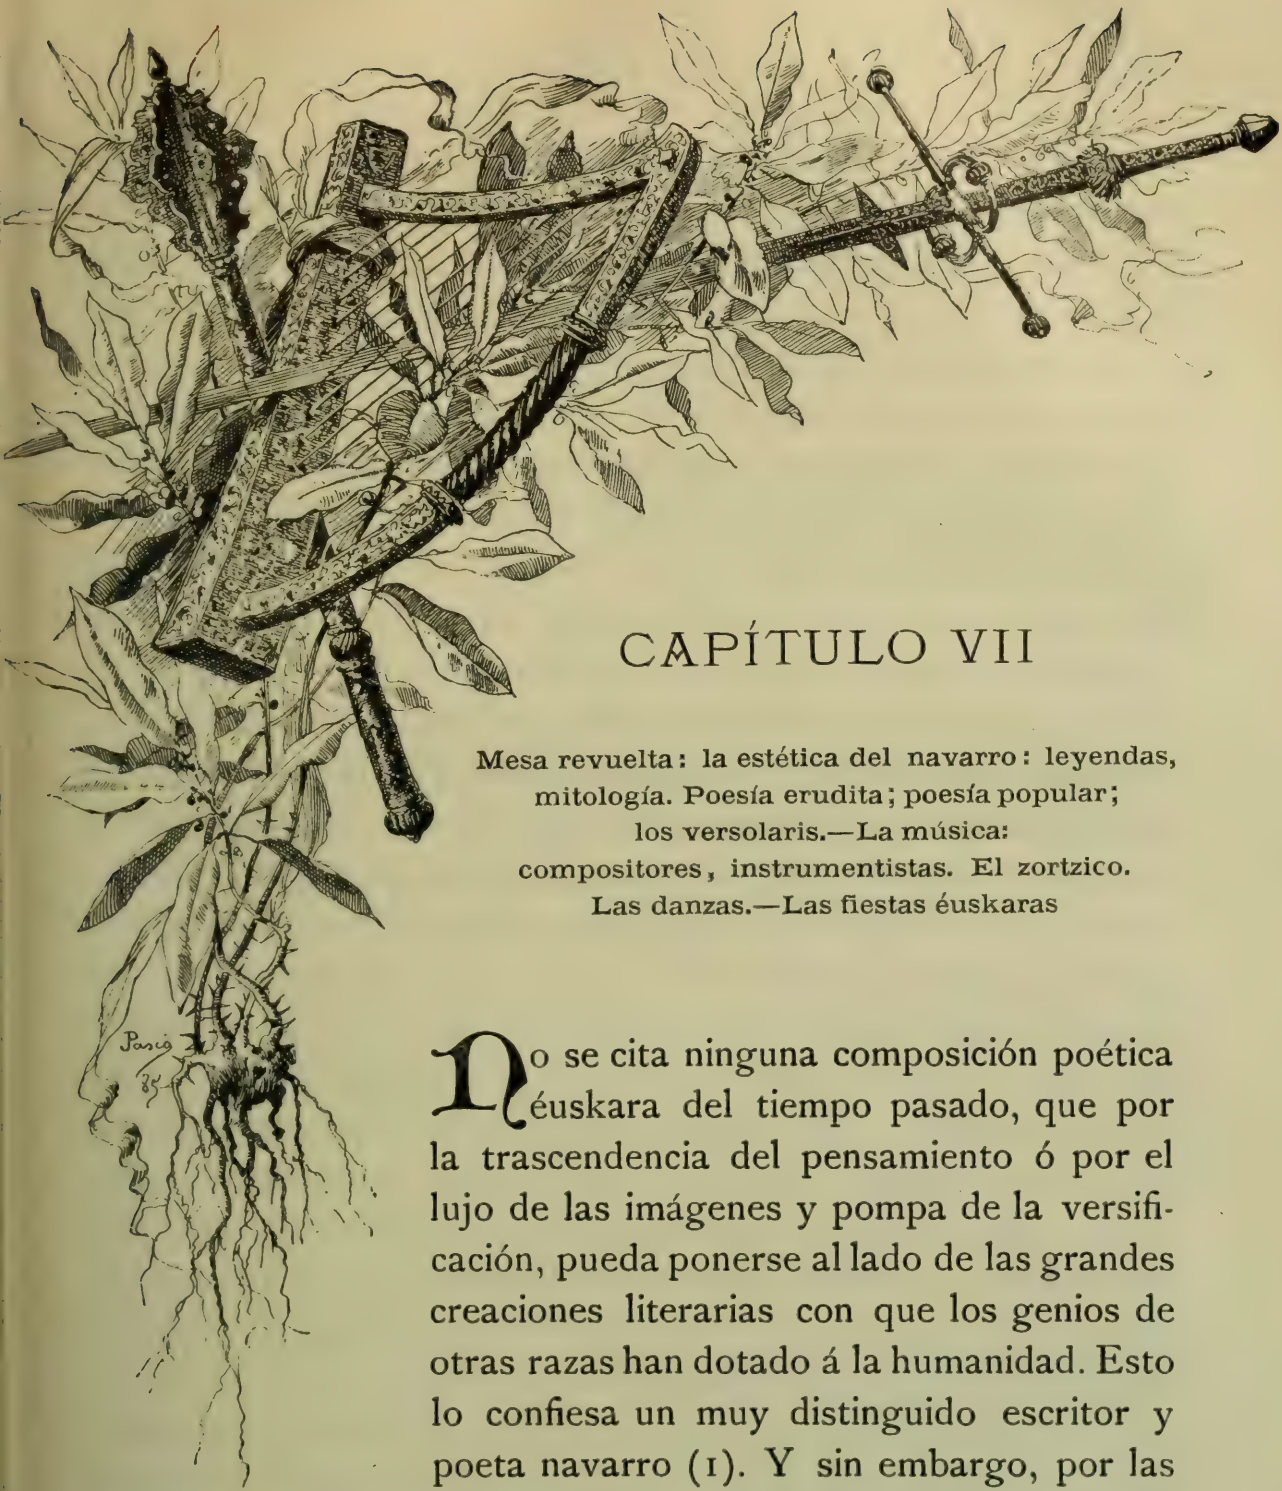 CAPÍTULO VII
Mesa revuelta: la estética del navarro: leyendas,
mitología. Poesía erudita; poesía popular;
los versolaris.—La música:
compositores, instrumentistas. El zortzico.
Las danzas.—Las fiestas éuskaras
Pasió
85
No se cita ninguna composición poética
éuskara del tiempo pasado, que por
la trascendencia del pensamiento ó por el
lujo de las imágenes y pompa de la versifi-
cación, pueda ponerse al lado de las grandes
creaciones literarias con que los genios de
otras razas han dotado á la humanidad. Esto
lo confiesa un muy distinguido escritor y
poeta navarro (1). Y sin embargo, por las